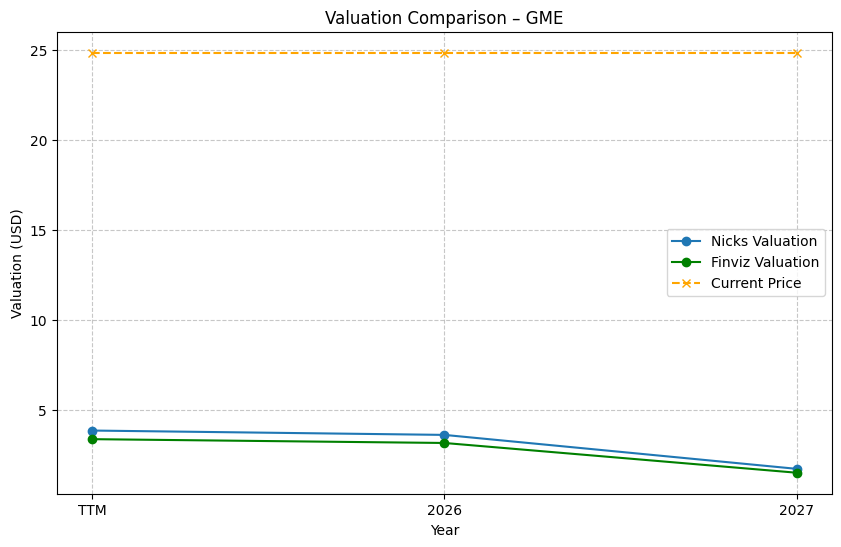 Valuation Comparison – GME
Valuation (USD)
25
20
15
10
5
Nicks Valuation
Finviz Valuation
Current Price
TTM
2026
2027
Year